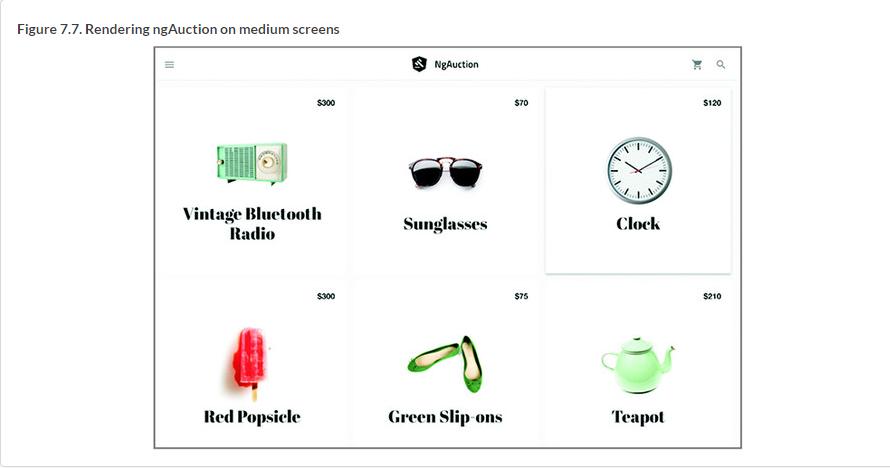 Figure 7.7. Rendering ngAuction on medium screens
NgAuction
$300
$70
$120
Vintage Bluetooth
Radio
Sunglasses
Clock
$300
$75
$210
Red Popsicle
Green Slip-ons
Teapot